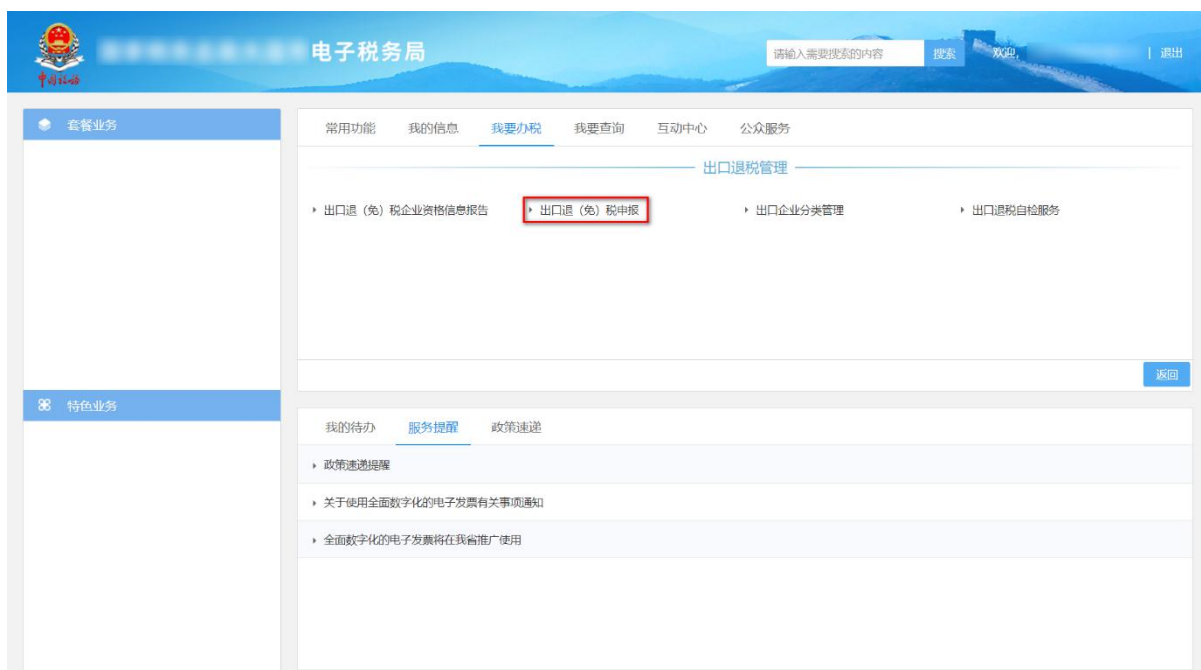 电子税务局
请输入需要搜索的内容 搜索 欢迎, | 退出
中国税务
套餐业务
常用功能 我的信息 我要办税 我要查询 互动中心 公众服务
出口退税管理
出口退（免）税企业资格信息报告 出口退（免）税申报 出口企业分类管理 出口退税自检服务
返回
特色业务
我的待办 服务提醒 政策速递
政策速递提醒
关于使用全面数字化的电子发票有关事项通知
全面数字化的电子发票将在我省推广使用